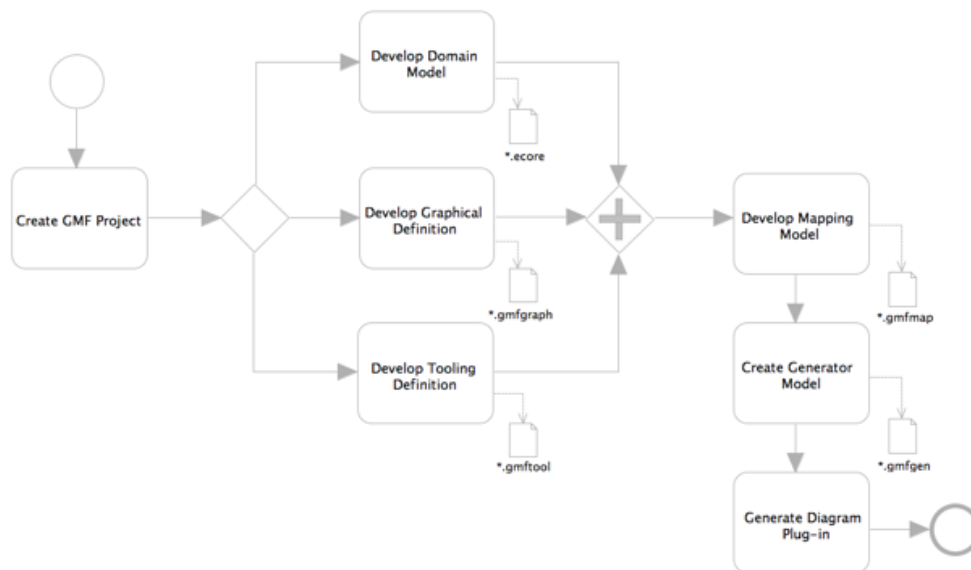 Develop Domain
Model
*.ecore
Create GMF Project
Develop Graphical
Definition
*.gmfgraph
Develop Tooling
Definition
*.gmftool
Develop Mapping
Model
*.gmfmap
Create Generator
Model
*.gmfgen
Generate Diagram
Plug-in